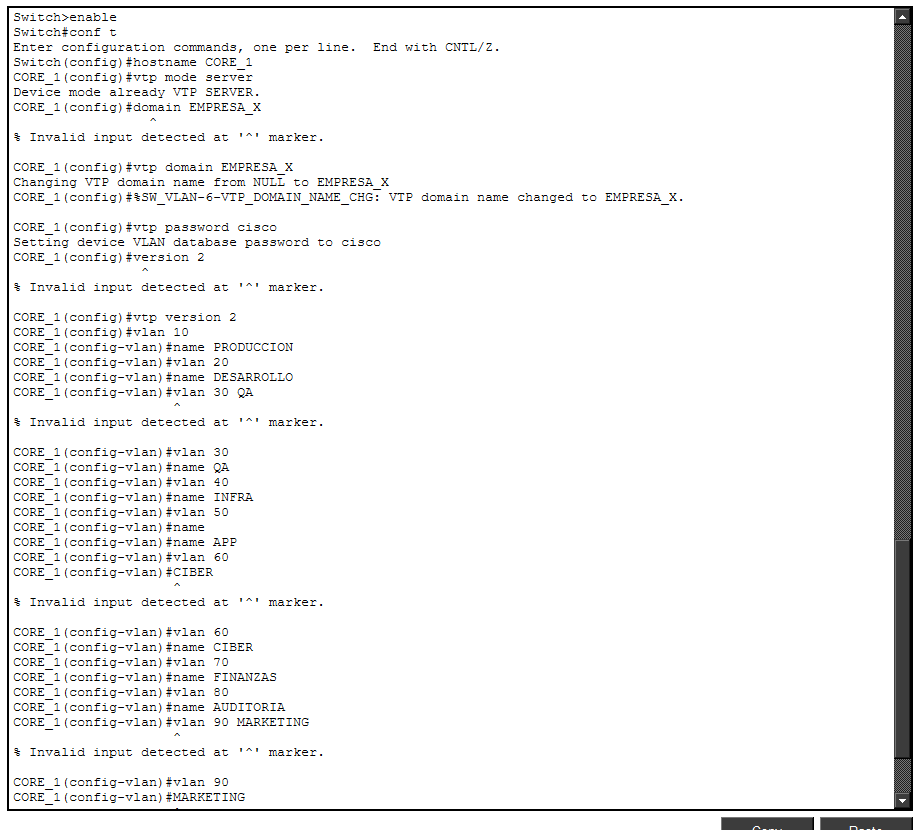 Switch>enable
Switch#conf t
Enter configuration commands, one per line.  End with CNTL/Z.
Switch(config)#hostname CORE_1
CORE_1(config)#vtp mode server
Device mode already VTP SERVER.
CORE_1(config)#domain EMPRESA_X
^
% Invalid input detected at '^' marker.
CORE_1(config)#vtp domain EMPRESA_X
Changing VTP domain name from NULL to EMPRESA_X
CORE_1(config)#%SW_VLAN-6-VTP_DOMAIN_NAME_CHG: VTP domain name changed to EMPRESA_X.
CORE_1(config)#vtp password cisco
Setting device VLAN database password to cisco
CORE_1(config)#version 2
^
% Invalid input detected at '^' marker.
CORE_1(config)#vtp version 2
CORE_1(config)#vlan 10
CORE_1(config-vlan)#name PRODUCCION
CORE_1(config-vlan)#vlan 20
CORE_1(config-vlan)#name DESARROLLO
CORE_1(config-vlan)#vlan 30 QA
^
% Invalid input detected at '^' marker.
CORE_1(config-vlan)#vlan 30
CORE_1(config-vlan)#name QA
CORE_1(config-vlan)#vlan 40
CORE_1(config-vlan)#name INFRA
CORE_1(config-vlan)#vlan 50
CORE_1(config-vlan)#name
CORE_1(config-vlan)#name APP
CORE_1(config-vlan)#vlan 60
CORE_1(config-vlan)#CIBER
^
% Invalid input detected at '^' marker.
CORE_1(config-vlan)#vlan 60
CORE_1(config-vlan)#name CIBER
CORE_1(config-vlan)#vlan 70
CORE_1(config-vlan)#name FINANZAS
CORE_1(config-vlan)#vlan 80
CORE_1(config-vlan)#name AUDITORIA
CORE_1(config-vlan)#vlan 90 MARKETING
^
% Invalid input detected at '^' marker.
CORE_1(config-vlan)#vlan 90
CORE_1(config-vlan)#MARKETING